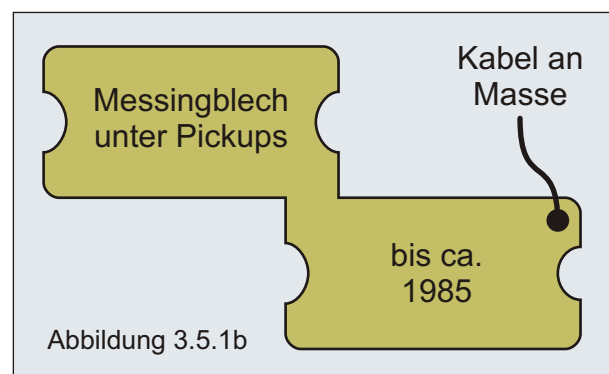 Messingblech
unter Pickups
Kabel an
Masse
bis ca.
1985
Abbildung 3.5.1b